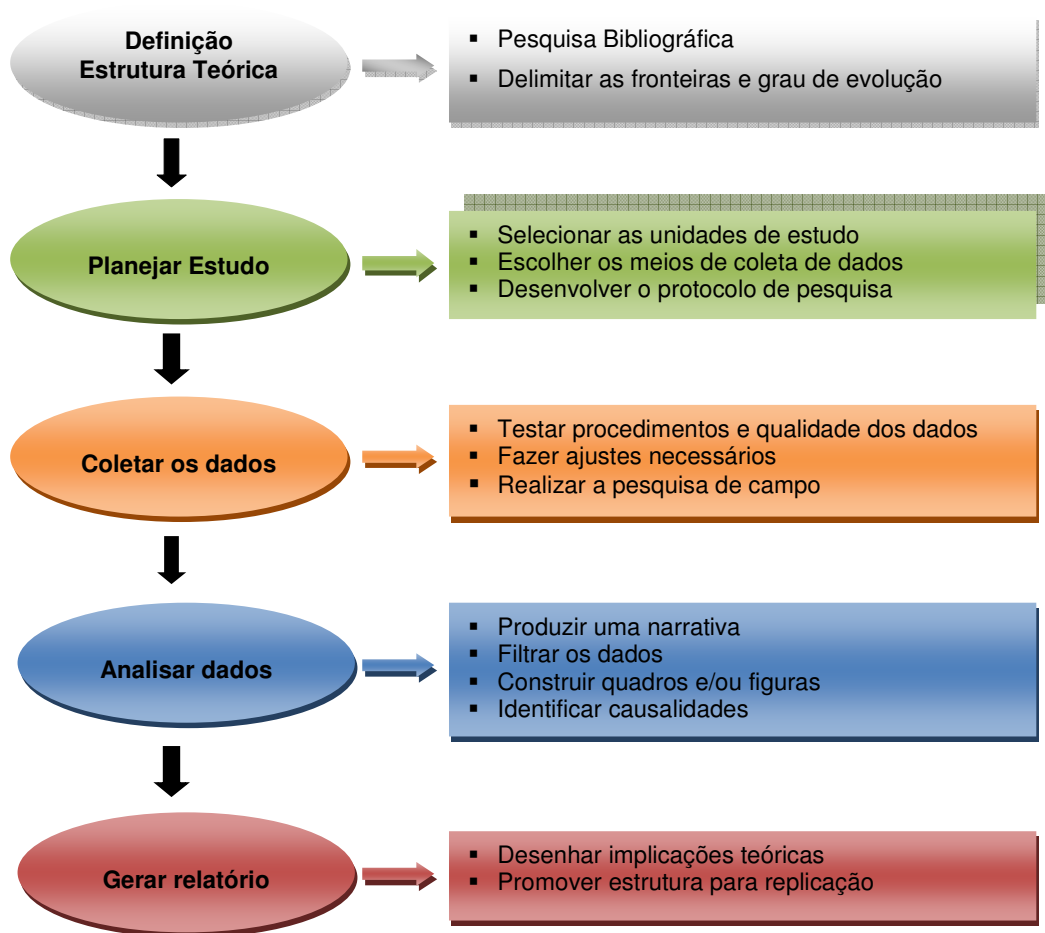 Definição
Estrutura Teórica
▪ Pesquisa Bibliográfica
▪ Delimitar as fronteiras e grau de evolução
Planejar Estudo
▪ Selecionar as unidades de estudo
▪ Escolher os meios de coleta de dados
▪ Desenvolver o protocolo de pesquisa
Coletar os dados
▪ Testar procedimentos e qualidade dos dados
▪ Fazer ajustes necessários
▪ Realizar a pesquisa de campo
Analisar dados
▪ Produzir uma narrativa
▪ Filtrar os dados
▪ Construir quadros e/ou figuras
▪ Identificar causalidades
Gerar relatório
▪ Desenhar implicações teóricas
▪ Promover estrutura para replicação